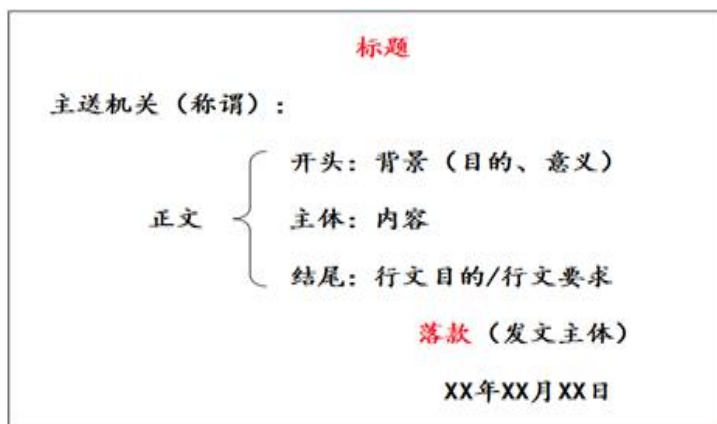 标题
主送机关（称谓）：
开头：背景（目的、意义）
正文
主体：内容
结尾：行文目的/行文要求
落款（发文主体）
XX年XX月XX日